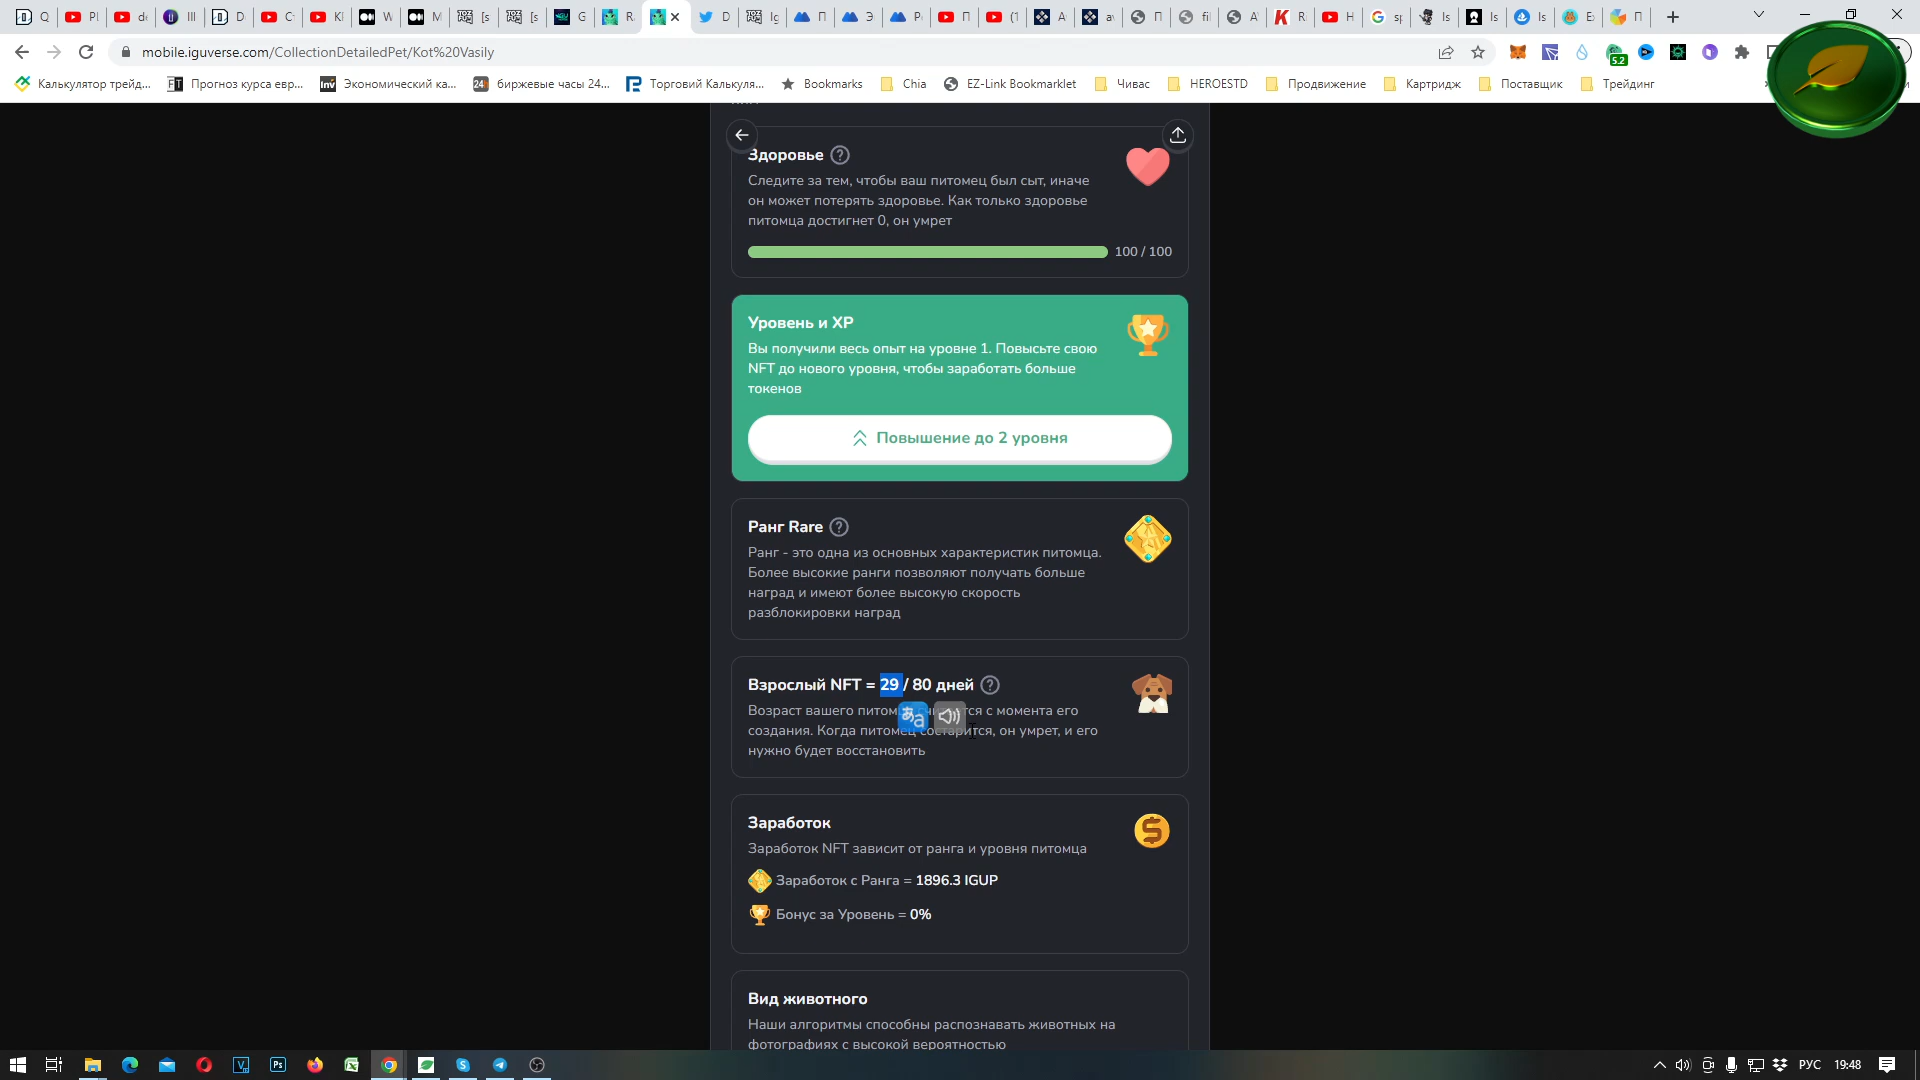 mobile.iguverse.com/CollectionDetailedPet/Kot%20Vasily
5.2
Калькулятор трейд...
Прогноз курса евр...
Экономический ка...
биржевые часы 24...
Торговий Калькуля...
Bookmarks
Chia
EZ-Link Bookmarklet
Чивас
HEROESTD
Продвижение
Картридж
Поставщик
Трейдинг
Здоровье
Следите за тем, чтобы ваш питомец был сыт, иначе
он может потерять здоровье. Как только здоровье
питомца достигнет 0, он умрет
100 / 100
Уровень и XP
Вы получили весь опыт на уровне 1. Повысьте свою
NFT до нового уровня, чтобы заработать больше
токенов
Повышение до 2 уровня
Ранг Rare
Ранг - это одна из основных характеристик питомца.
Более высокие ранги позволяют получать больше
наград и имеют более высокую скорость
разблокировки наград
Взрослый NFT = 29 / 80 дней
Возраст вашего питом считается с момента его
создания. Когда питомец состарится, он умрет, и его
нужно будет восстановить
Заработок
Заработок NFT зависит от ранга и уровня питомца
Заработок с Ранга = 1896.3 IGUP
Бонус за Уровень = 0%
Вид животного
Наши алгоритмы способны распознавать животных на
фотографиях с высокой вероятностью
РУС
19:48